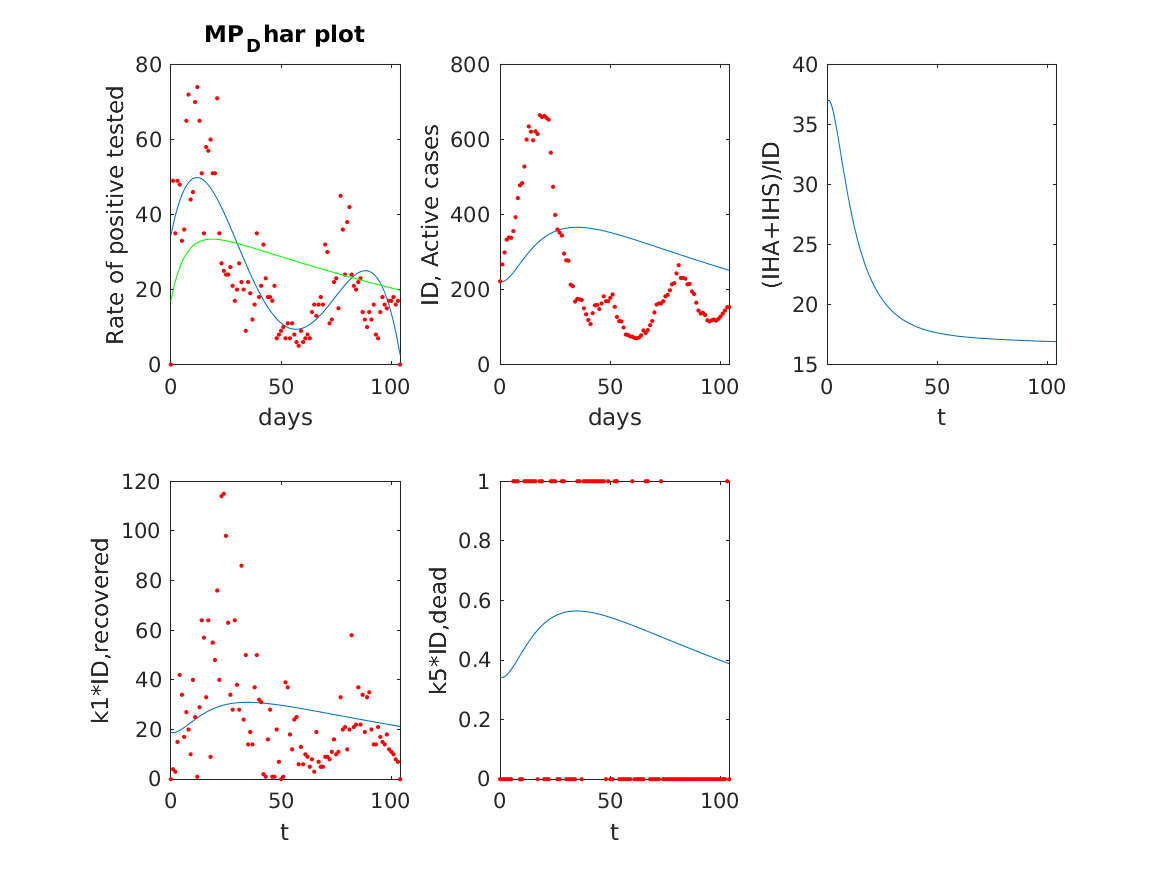 MP_Dhar plot
80
60
40
20
0
Rate of positive tested
0 50 100
days
800
600
400
200
0
ID, Active cases
0 50 100
days
40
35
30
25
20
15
(IHA+IHS)/ID
0 50 100
t
120
100
80
60
40
20
0
k1*ID,recovered
0 50 100
t
1
0.8
0.6
0.4
0.2
0
k5*ID,dead
0 50 100
t